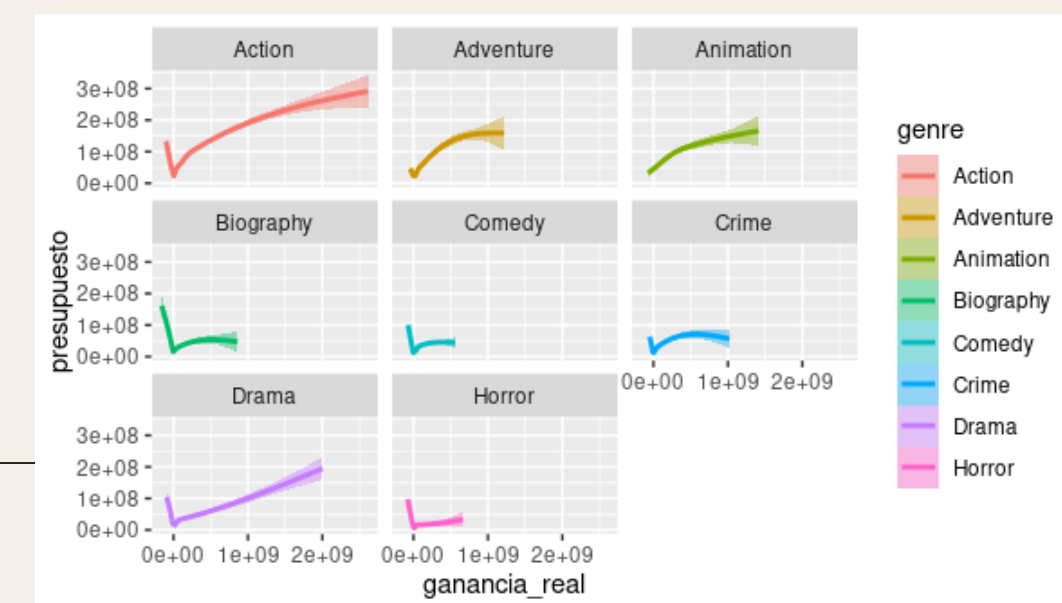 Action Adventure Animation
3e+08
2e+08
1e+08
0e+00
Biography Comedy Crime
3e+08
2e+08
1e+08
0e+00
0e+00 1e+09 2e+09
Drama Horror
3e+08
2e+08
1e+08
0e+00
0e+00 1e+09 2e+09 0e+00 1e+09 2e+09
ganancia_real
presupuesto
genre
Action
Adventure
Animation
Biography
Comedy
Crime
Drama
Horror